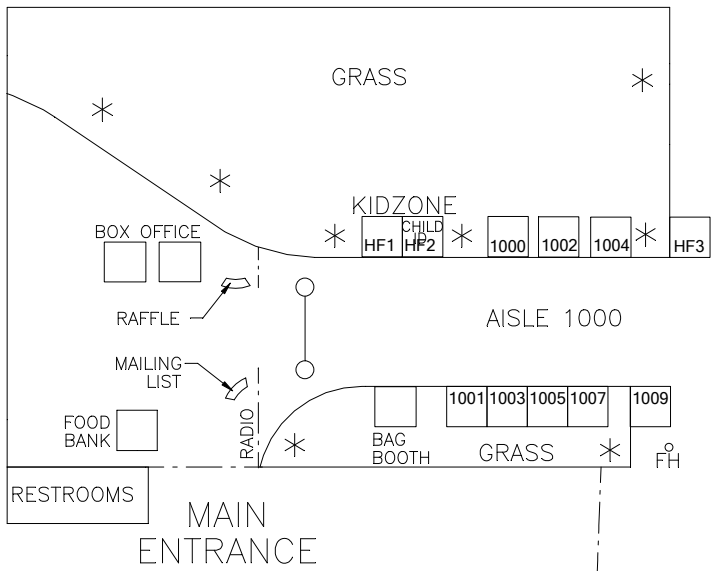 GRASS
KIDZONE
CHILD
ID
HF1
HF2
1000
1002
1004
HF3
BOX OFFICE
RAFFLE
AISLE 1000
MAILING
LIST
1001
1003
1005
1007
1009
FOOD
BANK
RADIO
BAG
BOOTH
GRASS
FH
RESTROOMS
MAIN
ENTRANCE